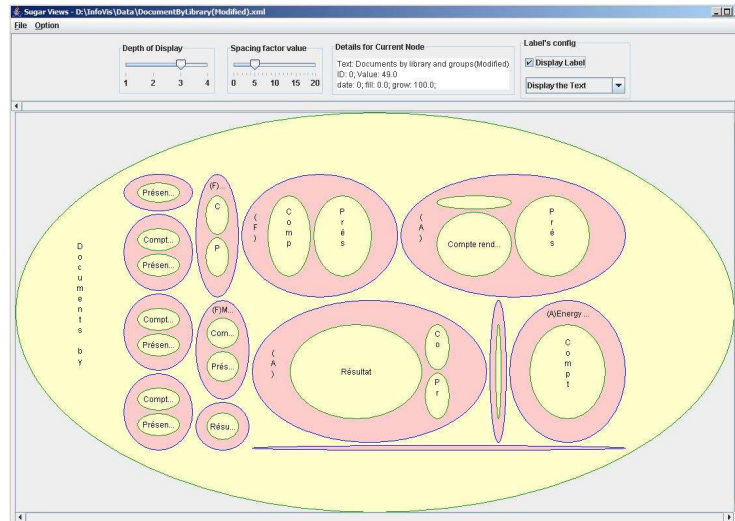 Sugar Views - D:\InfoVis\Data\DocumentByLibrary(Modified).xml
File Option
Depth of Display
1 2 3 4
Spacing factor value
0 5 10 15 20
Details for Current Node
Text: Documents by library and groups(Modified)
ID: 0; Value: 49.0
date: 0; fill: 0.0; grow: 100.0;
Label's config
Display Label
Display the Text
Documents by
Présen...
Compt...
Présen...
Compt...
Présen...
Compt...
Présen...
(F)...
C
P
(F)M...
Com...
Prés...
Résu...
(F)
Comp
Prés
(A)
Compte rend...
Prés
(A)
Résultat
Co
Pr
(A)Energy ...
Compt